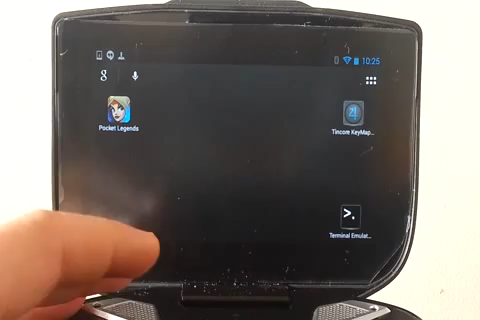 10:25
g
Pocket Legends
Tincore KeyMap...
>.
Terminal Emulat...